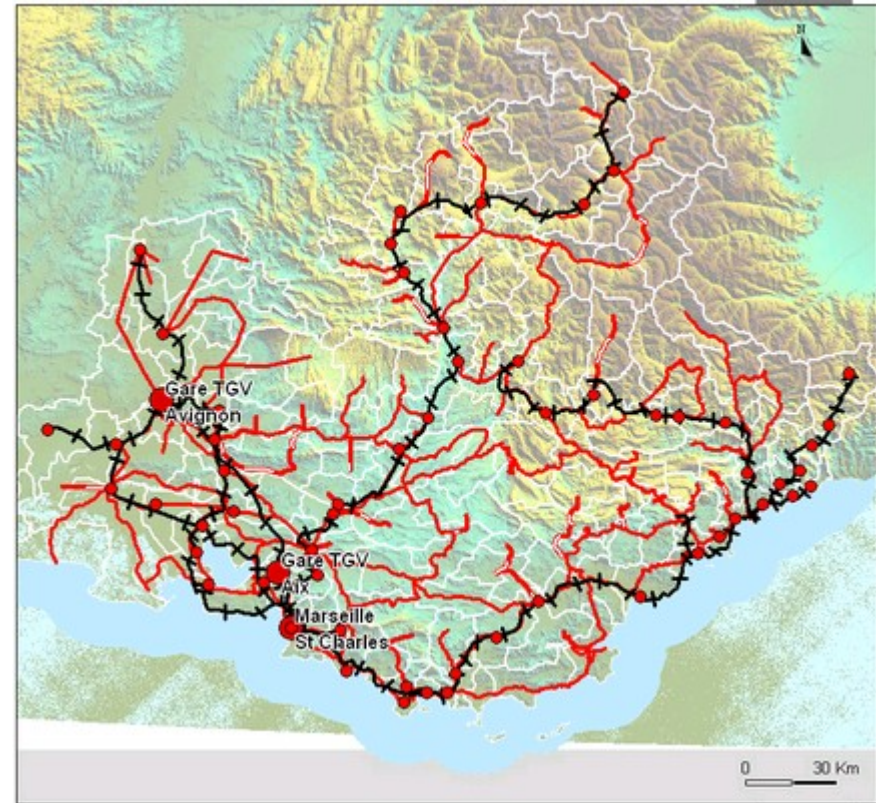 N
Gare TGV
Avignon
Gare TGV
Aix
Marseille
St Charles
0 30 Km